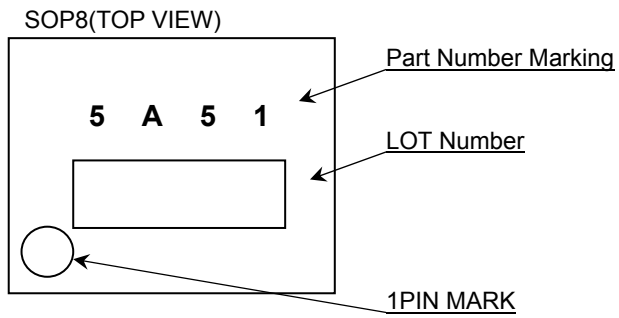 SOP8(TOP VIEW)
Part Number Marking
5 A 5 1
LOT Number
1PIN MARK